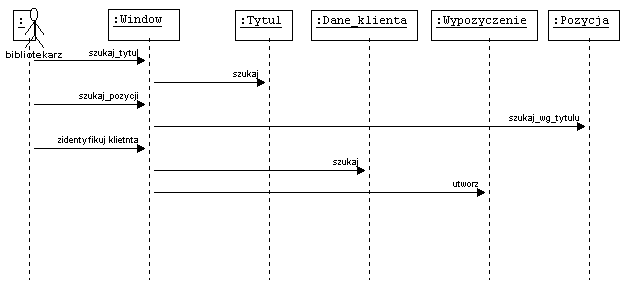 : :Window :Tytul :Dane_klienta :Wypozyczenie :Pozycja
bibliotekarz
szukaj_tytul
szukaj
szukaj_pozycji
szukaj_wg_tytulu
zidentyfikuj klietnta
szukaj
utworz